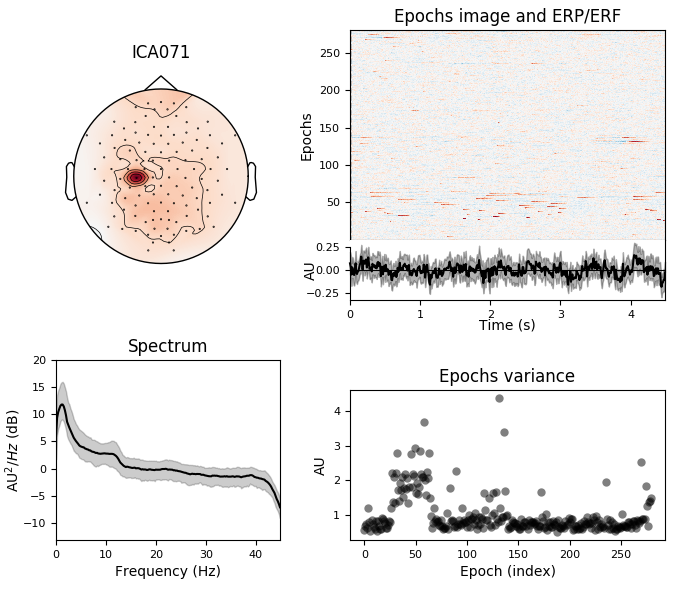 ICA071
Epochs image and ERP/ERF
Epochs
250
200
150
100
50
AU
0.25
0.00
−0.25
0 1 2 3 4
Time (s)
Spectrum
AU²/Hz (dB)
20
15
10
5
0
−5
−10
0 20 40
Frequency (Hz)
Epochs variance
AU
4
3
2
1
0 50 100 150 200 250
Epoch (index)